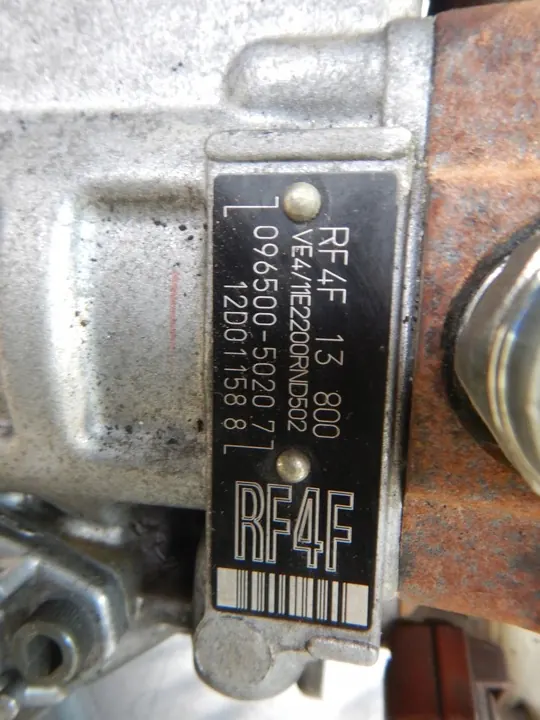 RF4F 13 800
VE4/11E2200RND502
096500-5020 7
12D01158 8
RF4F